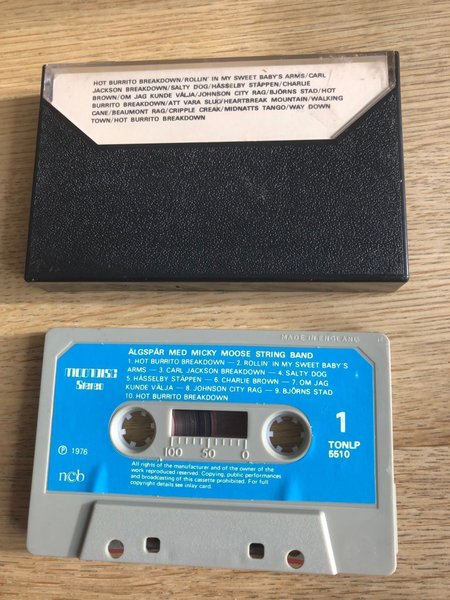 HOT BURRITO BREAKDOWN/ROLLIN' IN MY SWEET BABY'S ARMS/CARL
JACKSON BREAKDOWN/SALTY DOG/HÄSSELBY STÄPPEN/CHARLIE
BROWN/OM JAG KUNDE VÄLJA/JOHNSON CITY RAG/BJÖRNS STAD/HOT
BURRITO BREAKDOWN/ATT VARA SLUG/HEARTBREAK MOUNTAIN/WALKING
CANE/BEAUMONT RAG/CRIPPLE CREAK/MIDNATTS TANGO/WAY DOWN
TOWN/HOT BURRITO BREAKDOWN
MADE IN ENGLAND
ÄLGSPÅR MED MICKY MOOSE STRING BAND
Stereo
1. HOT BURRITO BREAKDOWN — 2. ROLLIN' IN MY SWEET BABY'S
ARMS — 3. CARL JACKSON BREAKDOWN — 4. SALTY DOG
5. HÄSSELBY STÄPPEN — 6. CHARLIE BROWN — 7. OM JAG
KUNDE VÄLJA — 8. JOHNSON CITY RAG — 9. BJÖRNS STAD
10. HOT BURRITO BREAKDOWN
1
TONLP
5510
℗ 1976
ncb
100 50 0
All rights of the manufacturer and of the owner of the
work reproduced reserved. Copying, public performances
and broadcasting of this cassette prohibited. For full
copyright details see inlay card.